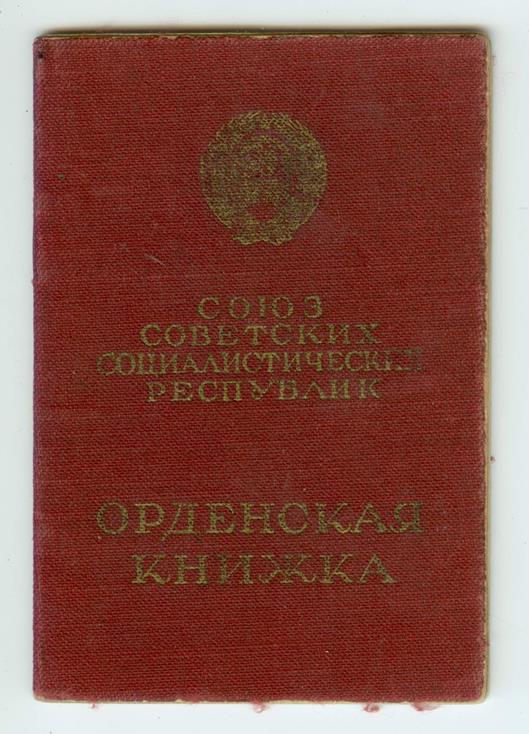 СОЮЗ
СОВЕТСКИХ
СОЦИАЛИСТИЧЕСКИХ
РЕСПУБЛИК
ОРДЕНСКАЯ
КНИЖКА